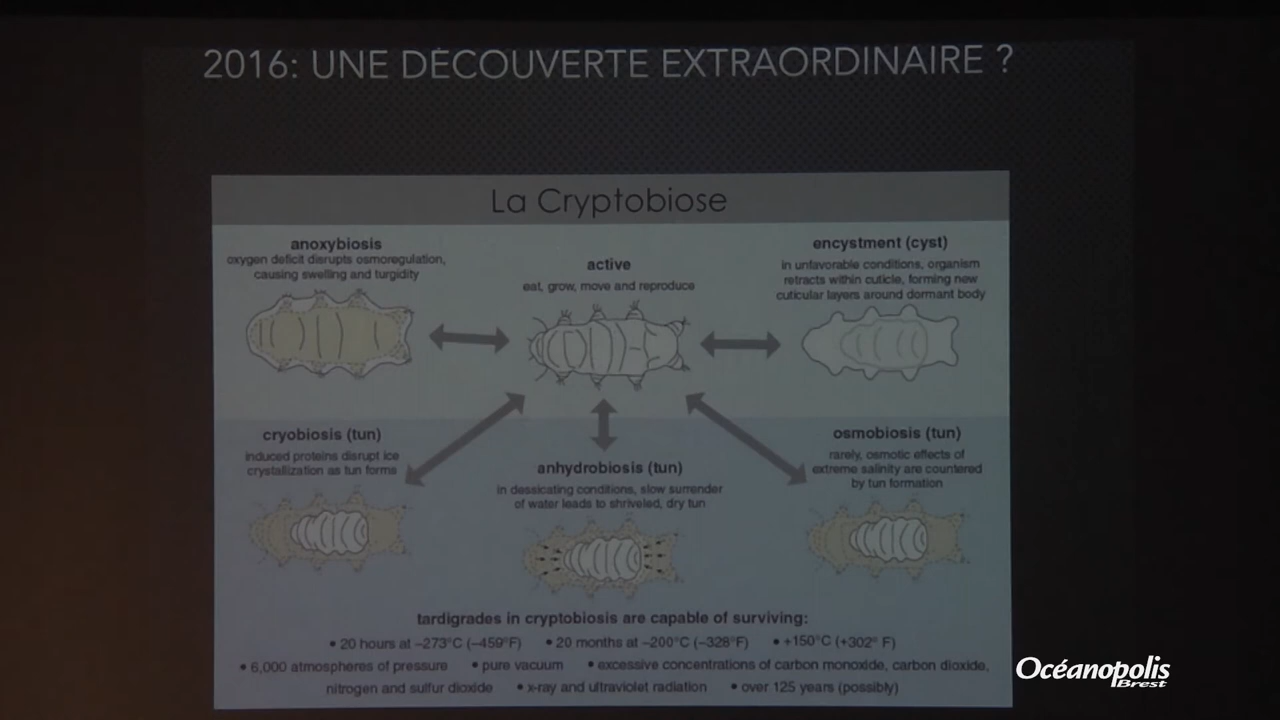 2016: UNE DÉCOUVERTE EXTRAORDINAIRE ?
La Cryptobiose
anoxybiosis
oxygen deficit disrupts osmoregulation,
causing swelling and turgidity
active
eat, grow, move and reproduce
encystment (cyst)
in unfavorable conditions, organism
retracts within cuticle, forming new
cuticular layers around dormant body
cryobiosis (tun)
induced proteins disrupt ice
crystallization as tun forms
anhydrobiosis (tun)
in dessicating conditions, slow surrender
of water leads to shriveled, dry tun
osmobiosis (tun)
rarely, osmotic effects of
extreme salinity are countered
by tun formation
tardigrades in cryptobiosis are capable of surviving:
• 20 hours at –273°C (–459°F) • 20 months at –200°C (–328°F) • +150°C (+302° F)
• 6,000 atmospheres of pressure • pure vacuum • excessive concentrations of carbon monoxide, carbon dioxide,
nitrogen and sulfur dioxide • x-ray and ultraviolet radiation • over 125 years (possibly)
Océanopolis
Brest